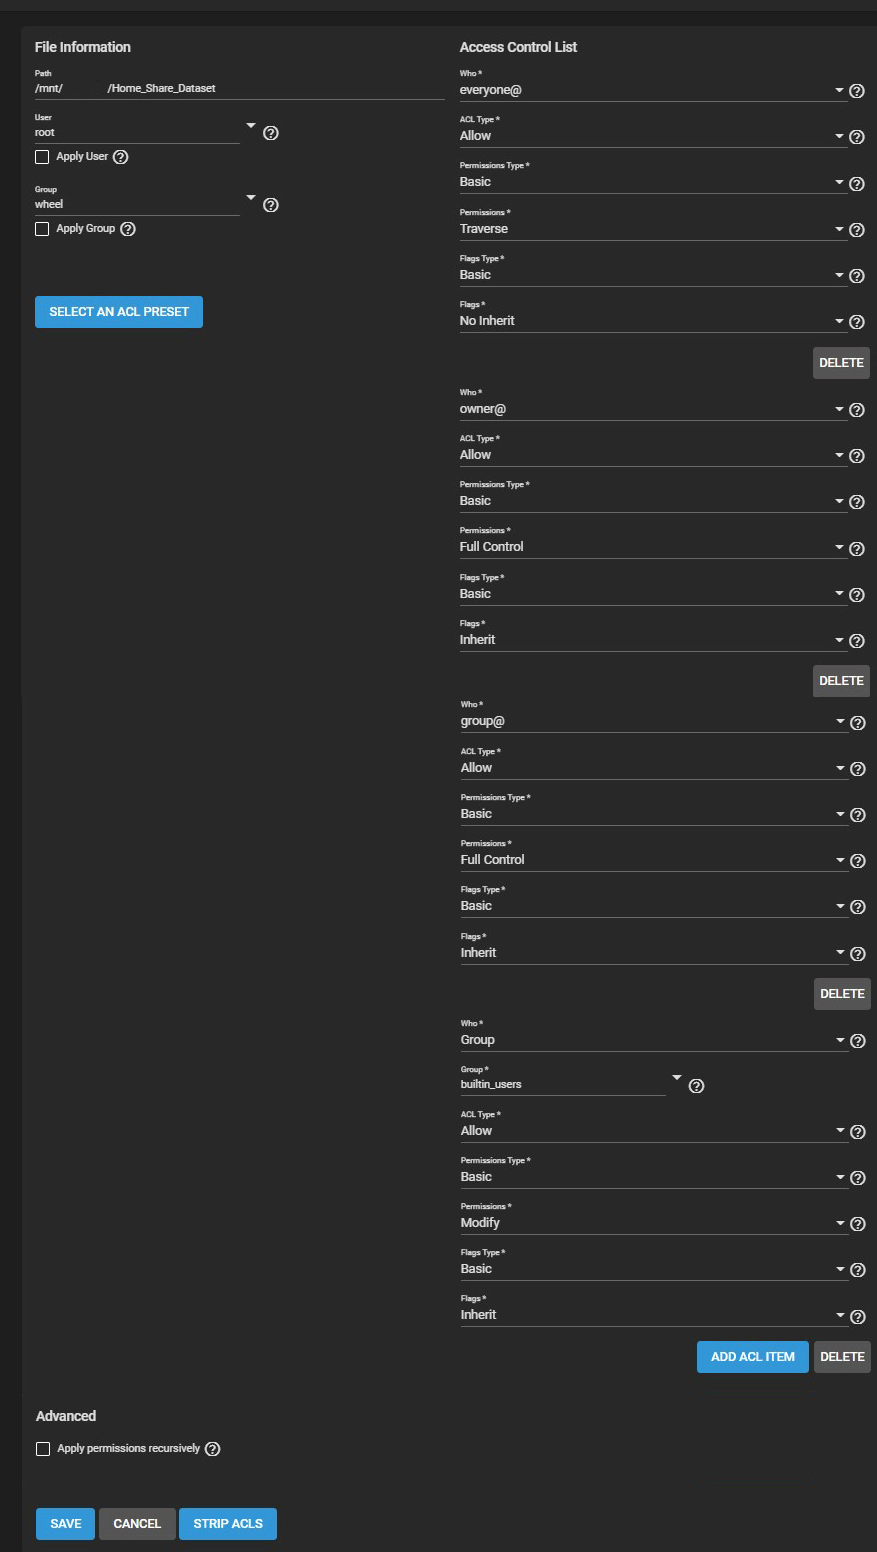 File Information
Path
/mnt/ /Home_Share_Dataset
User
root
Apply User
Group
wheel
Apply Group
SELECT AN ACL PRESET
Access Control List
Who *
everyone@
ACL Type *
Allow
Permissions Type *
Basic
Permissions *
Traverse
Flags Type *
Basic
Flags *
No Inherit
DELETE
Who *
owner@
ACL Type *
Allow
Permissions Type *
Basic
Permissions *
Full Control
Flags Type *
Basic
Flags *
Inherit
DELETE
Who *
group@
ACL Type *
Allow
Permissions Type *
Basic
Permissions *
Full Control
Flags Type *
Basic
Flags *
Inherit
DELETE
Who *
Group
Group *
builtin_users
ACL Type *
Allow
Permissions Type *
Basic
Permissions *
Modify
Flags Type *
Basic
Flags *
Inherit
ADD ACL ITEM DELETE
Advanced
Apply permissions recursively
SAVE CANCEL STRIP ACLS